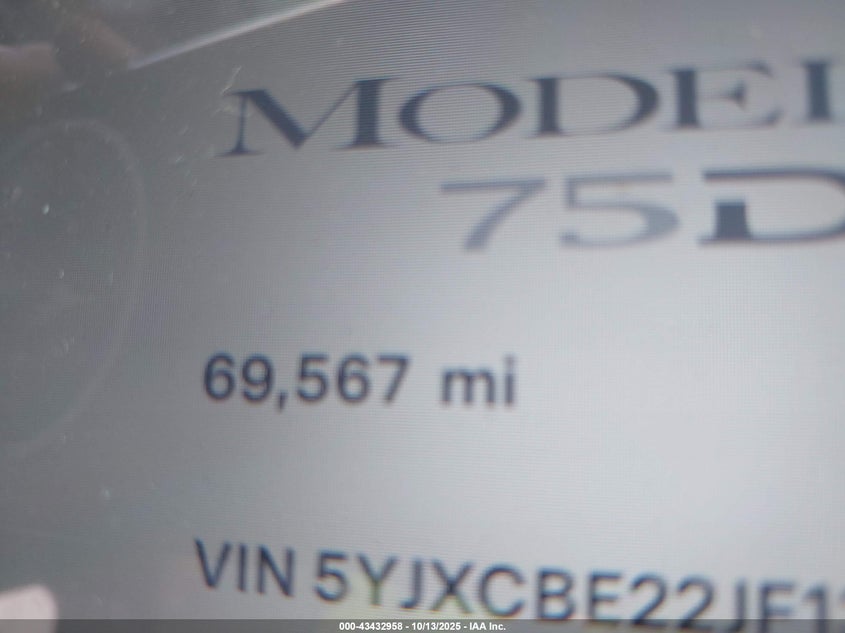 MODEL
75D
69,567 mi
VIN 5YJXCBE22JF1
000-43432958 - 10/13/2025 - IAA Inc.